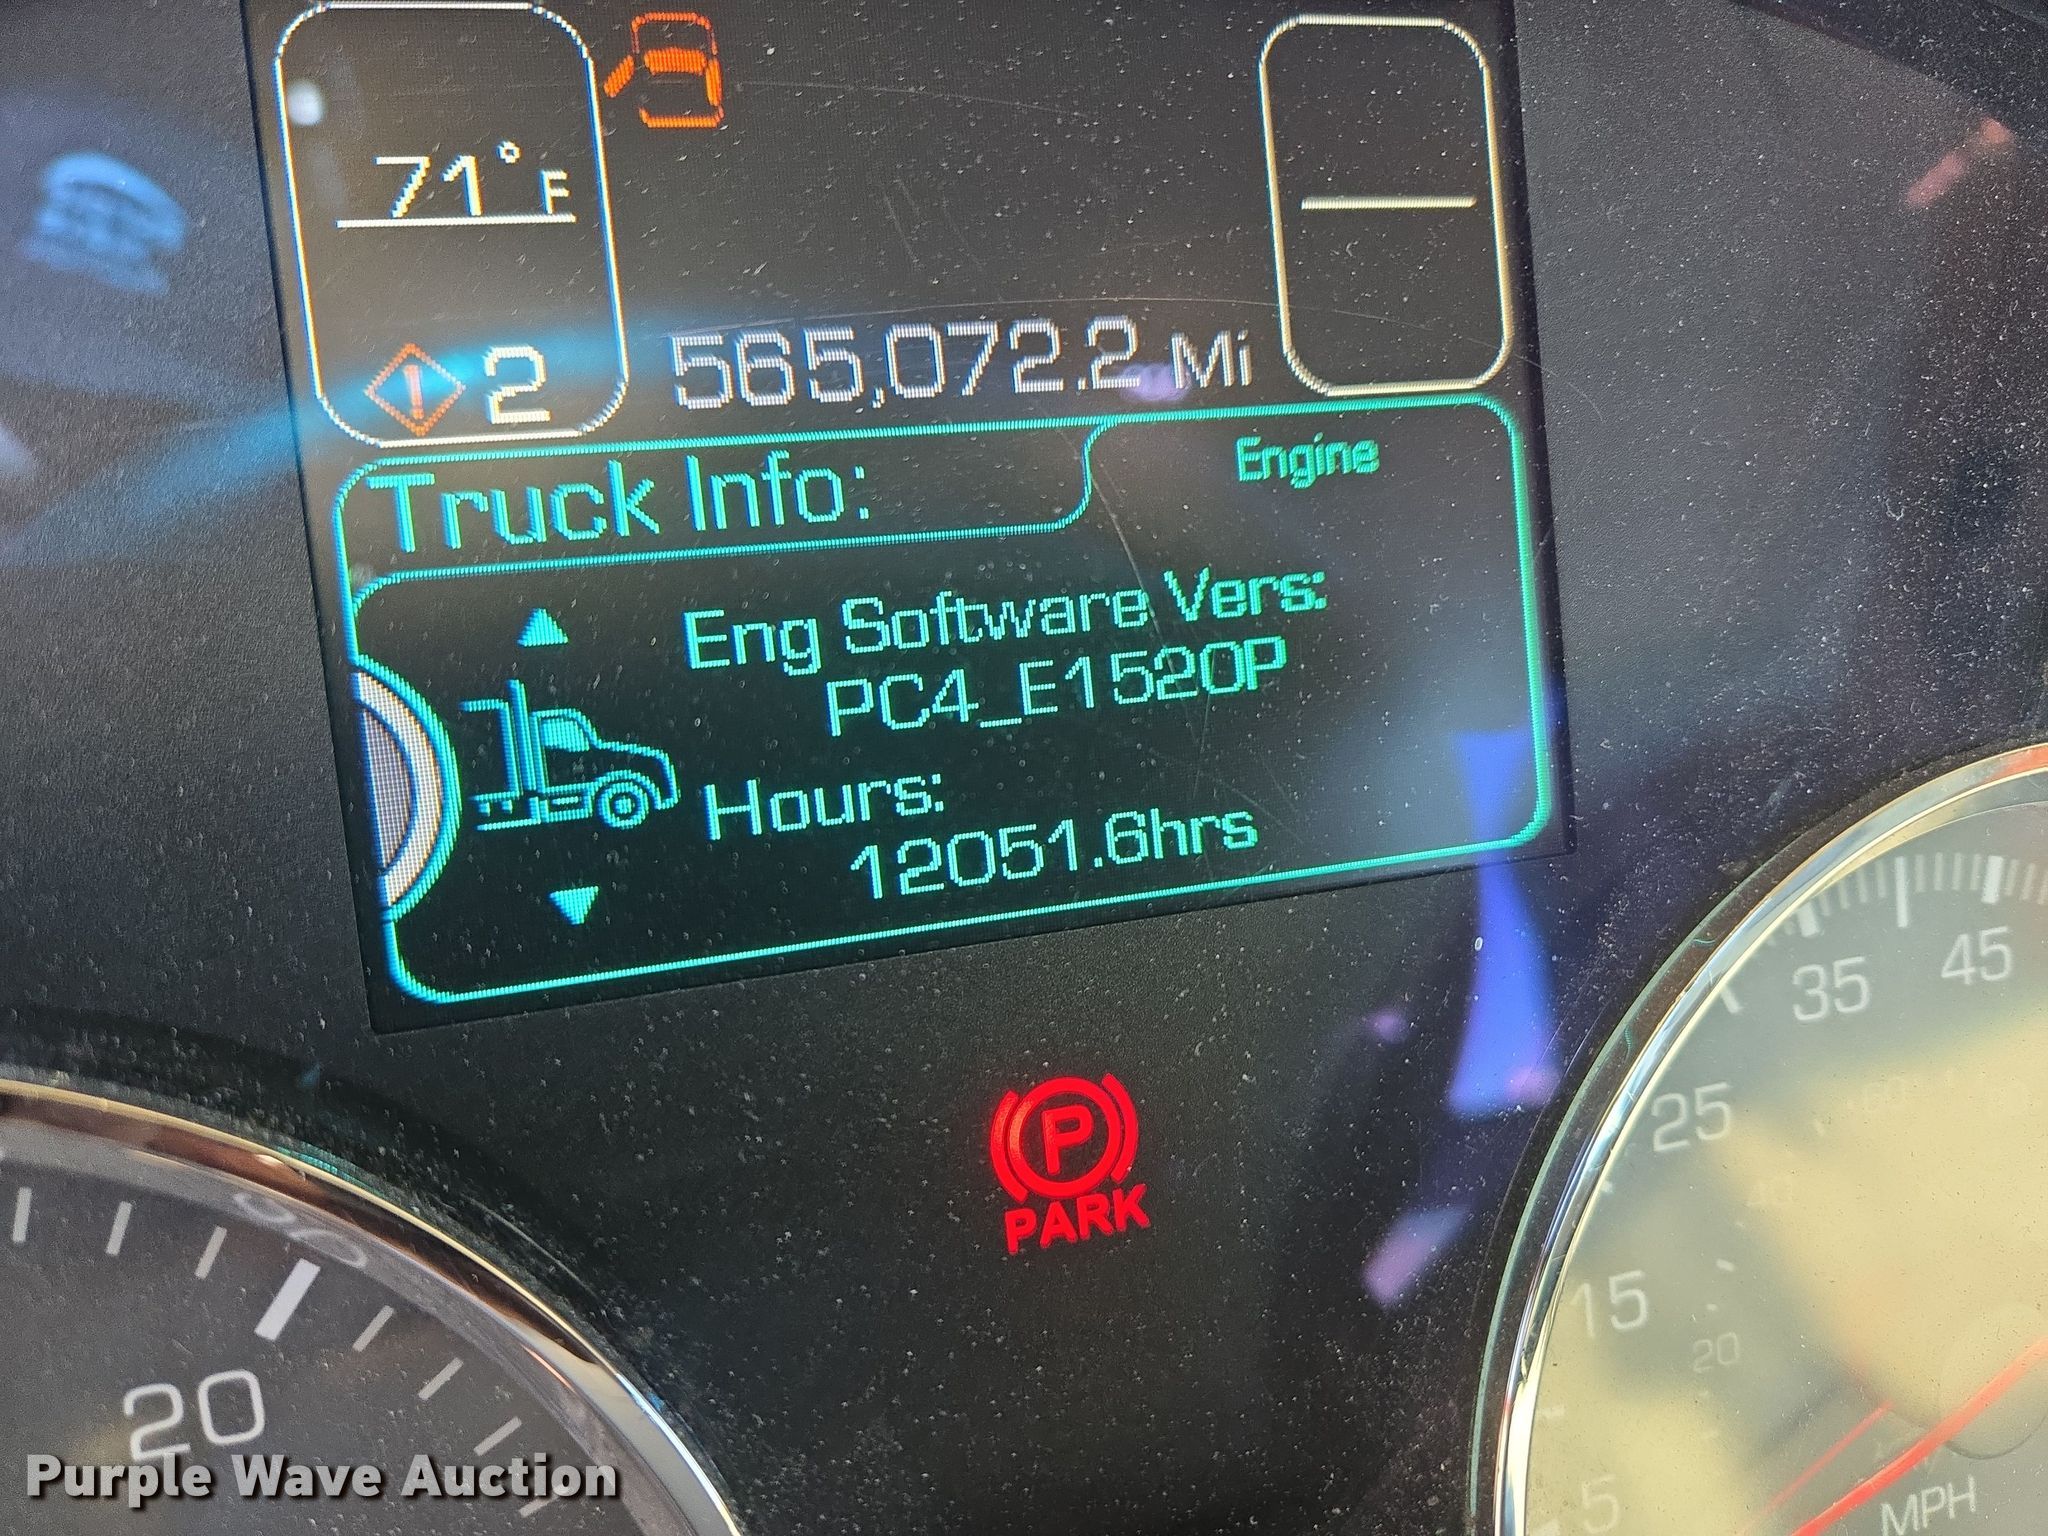 71°F
! 2
565,072.2 Mi
Truck Info:
Engine
Eng Software Vers:
PC4_E1520P
Hours:
12051.6hrs
P
PARK
45
35
25
15
20
5
MPH
20
Purple Wave Auction